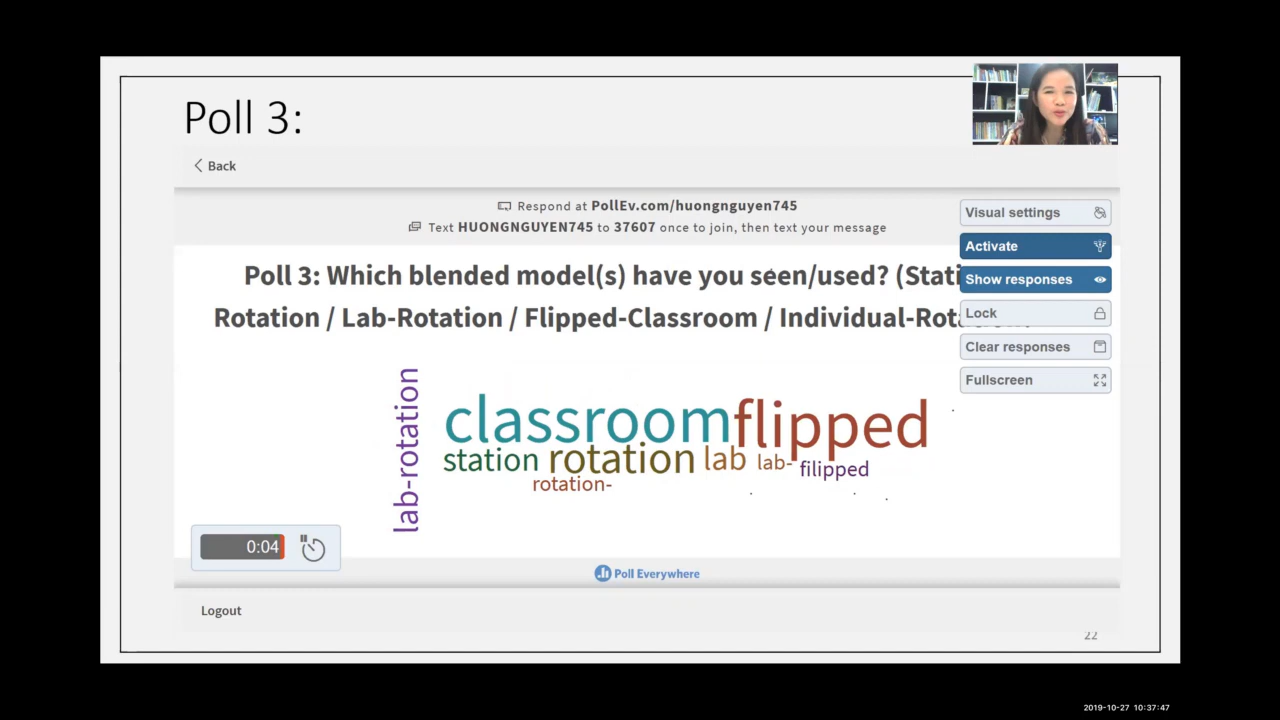 Poll 3:
Back
Respond at PollEv.com/huongnguyen745
Text HUONGNGUYEN745 to 37607 once to join, then text your message
Visual settings
Activate
Show responses
Lock
Clear responses
Fullscreen
Poll 3: Which blended model(s) have you seen/used? (Stati
Rotation / Lab-Rotation / Flipped-Classroom / Individual-Rota
lab-rotation
classroom flipped
station rotation lab lab- filipped
rotation-
0:04
Poll Everywhere
Logout
22
2019-10-27 10:37:47